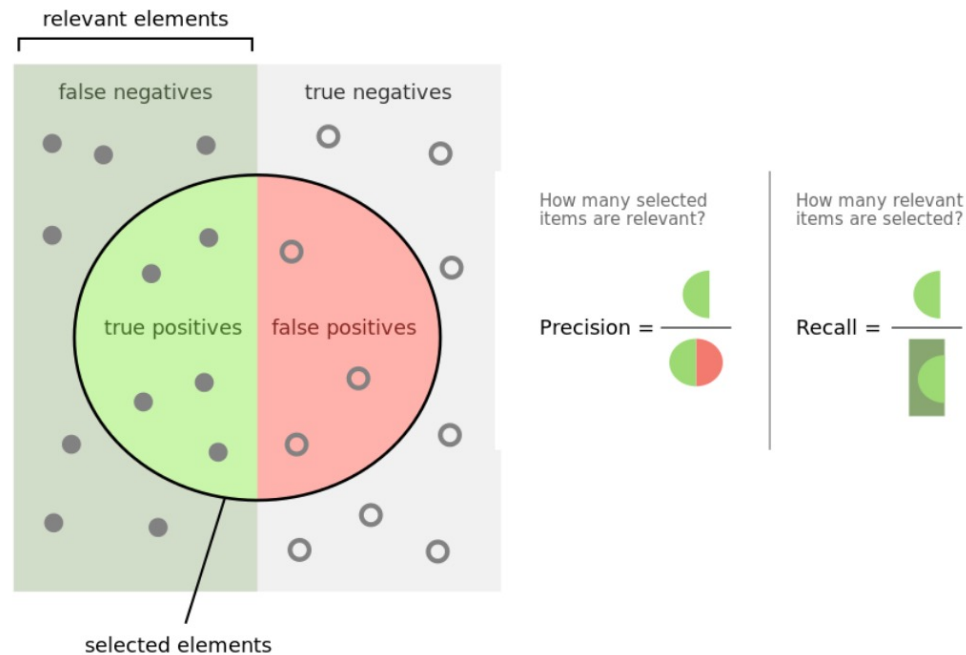 relevant elements
false negatives
true negatives
true positives
false positives
selected elements
How many selected
items are relevant?
Precision =
How many relevant
items are selected?
Recall =